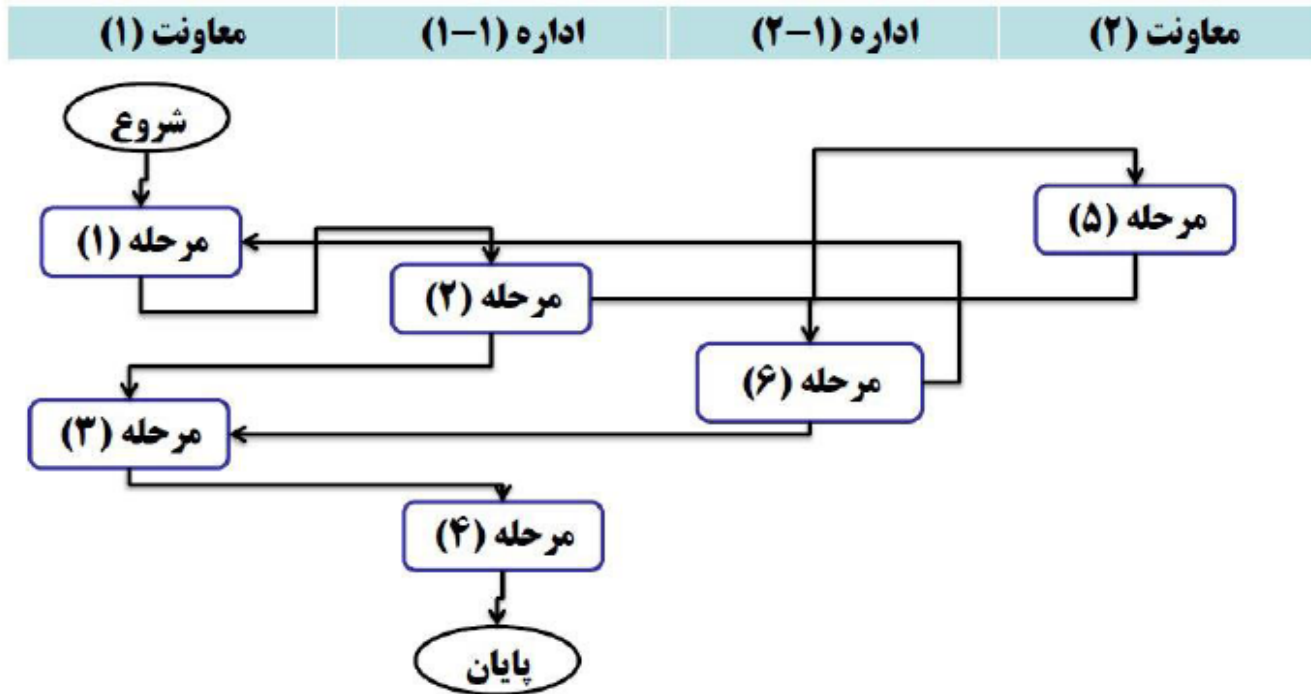 معاونت (۱)
اداره (۱–۱)
اداره (۱–۲)
معاونت (۲)
شروع
مرحله (۱)
مرحله (۵)
مرحله (۲)
مرحله (۶)
مرحله (۳)
مرحله (۴)
پایان